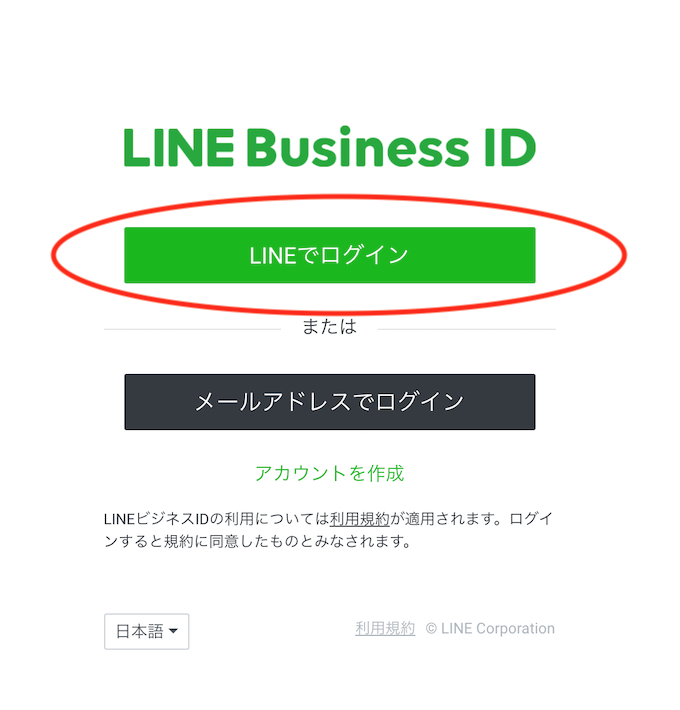 LINE Business ID
LINEでログイン
または
メールアドレスでログイン
アカウントを作成
LINEビジネスIDの利用については利用規約が適用されます。ログイ
ンすると規約に同意したものとみなされます。
日本語
利用規約 © LINE Corporation